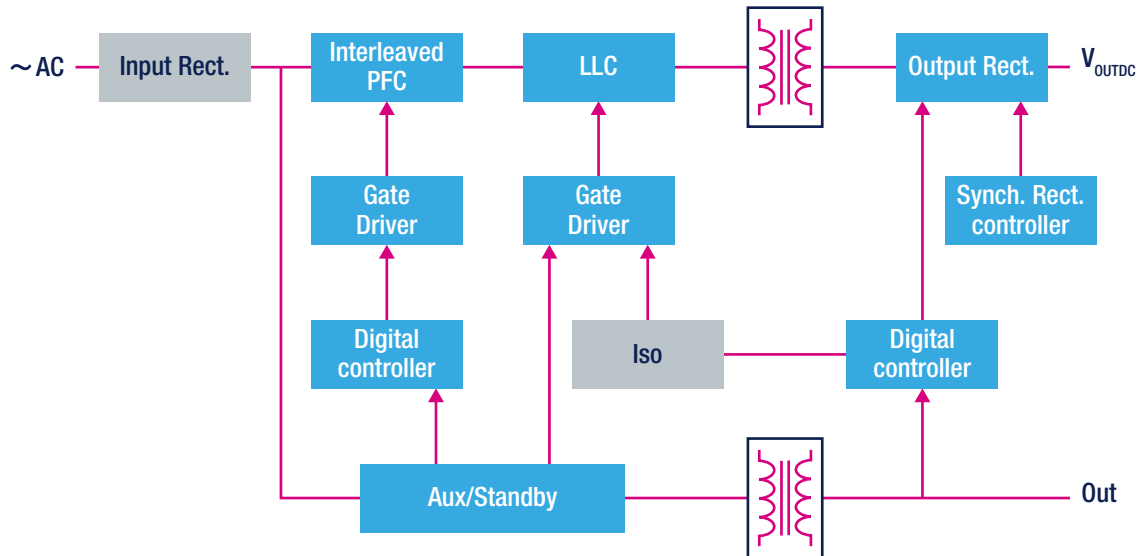 ~AC
Input Rect.
Interleaved
PFC
LLC
Output Rect.
VOUTDC
Gate
Driver
Gate
Driver
Synch. Rect.
controller
Digital
controller
Iso
Digital
controller
Aux/Standby
Out